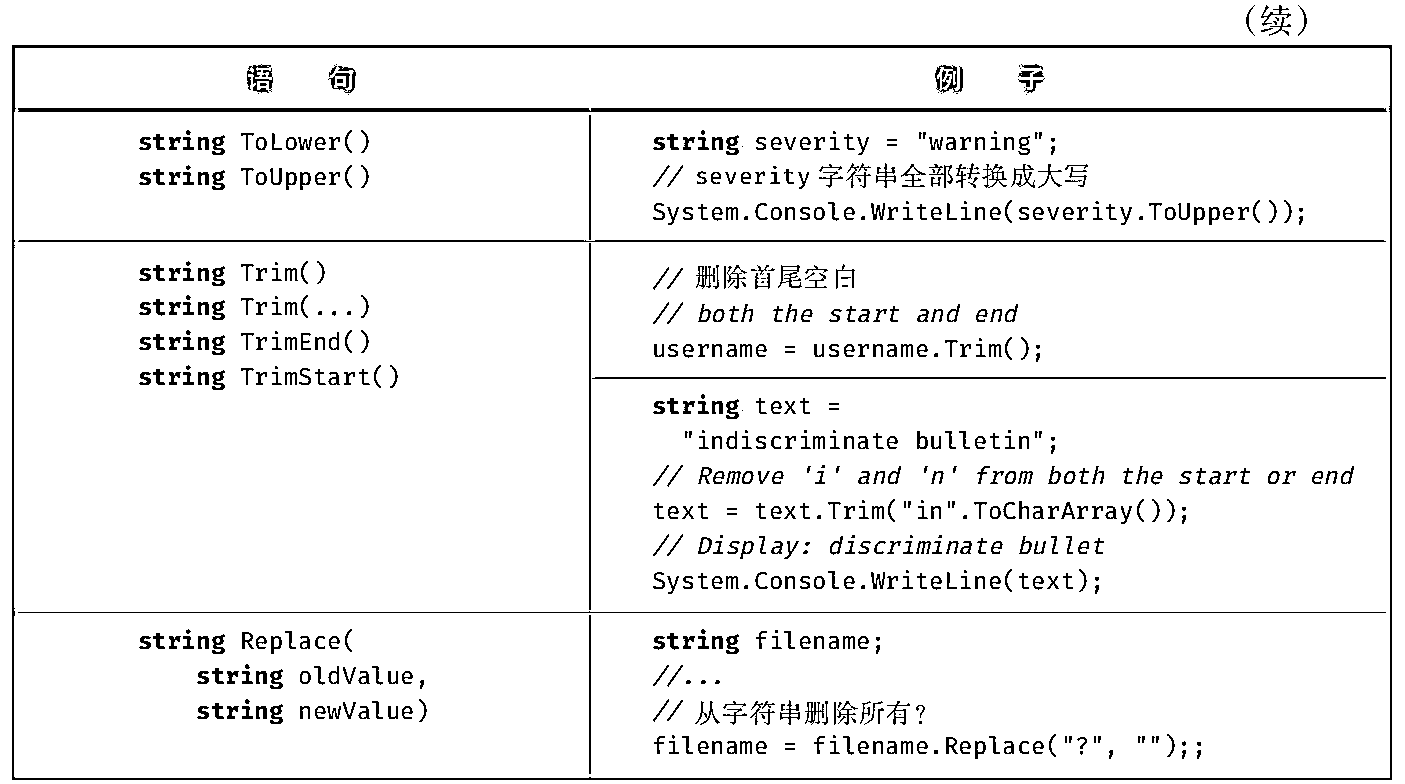 （续）
语 句
例 子
string ToLower()
string ToUpper()
string severity = "warning";
// severity 字符串全部转换成大写
System.Console.WriteLine(severity.ToUpper());
string Trim()
string Trim(...)
string TrimEnd()
string TrimStart()
// 删除首尾空白
// both the start and end
username = username.Trim();
string text =
"indiscriminate bulletin";
// Remove 'i' and 'n' from both the start or end
text = text.Trim("in".ToCharArray());
// Display: discriminate bullet
System.Console.WriteLine(text);
string Replace(
string oldValue,
string newValue)
string filename;
//...
// 从字符串删除所有？
filename = filename.Replace("?", "");;